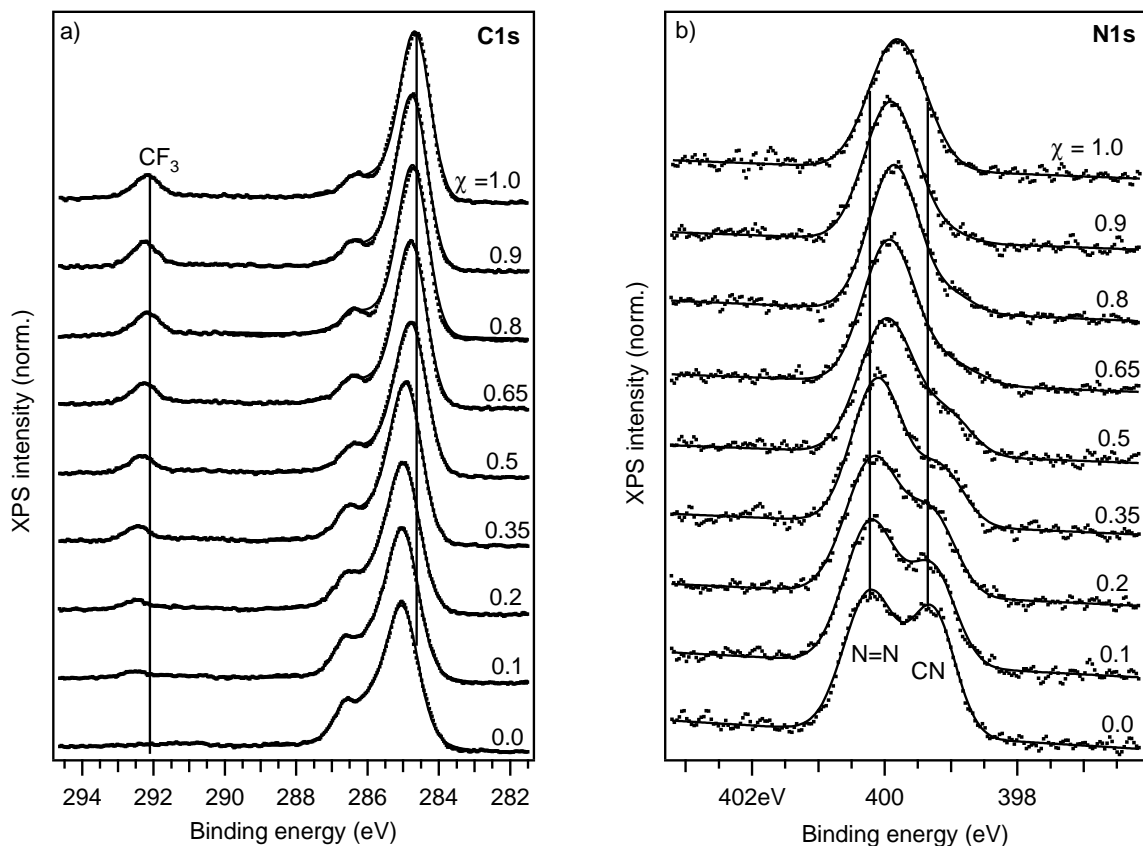 a)
C1s
CF3
χ =1.0
0.9
0.8
0.65
0.5
0.35
0.2
0.1
0.0
XPS intensity (norm.)
294 292 290 288 286 284 282
Binding energy (eV)
b)
N1s
χ = 1.0
0.9
0.8
0.65
0.5
0.35
0.2
0.1
0.0
N=N
CN
XPS intensity (norm.)
402eV 400 398
Binding energy (eV)